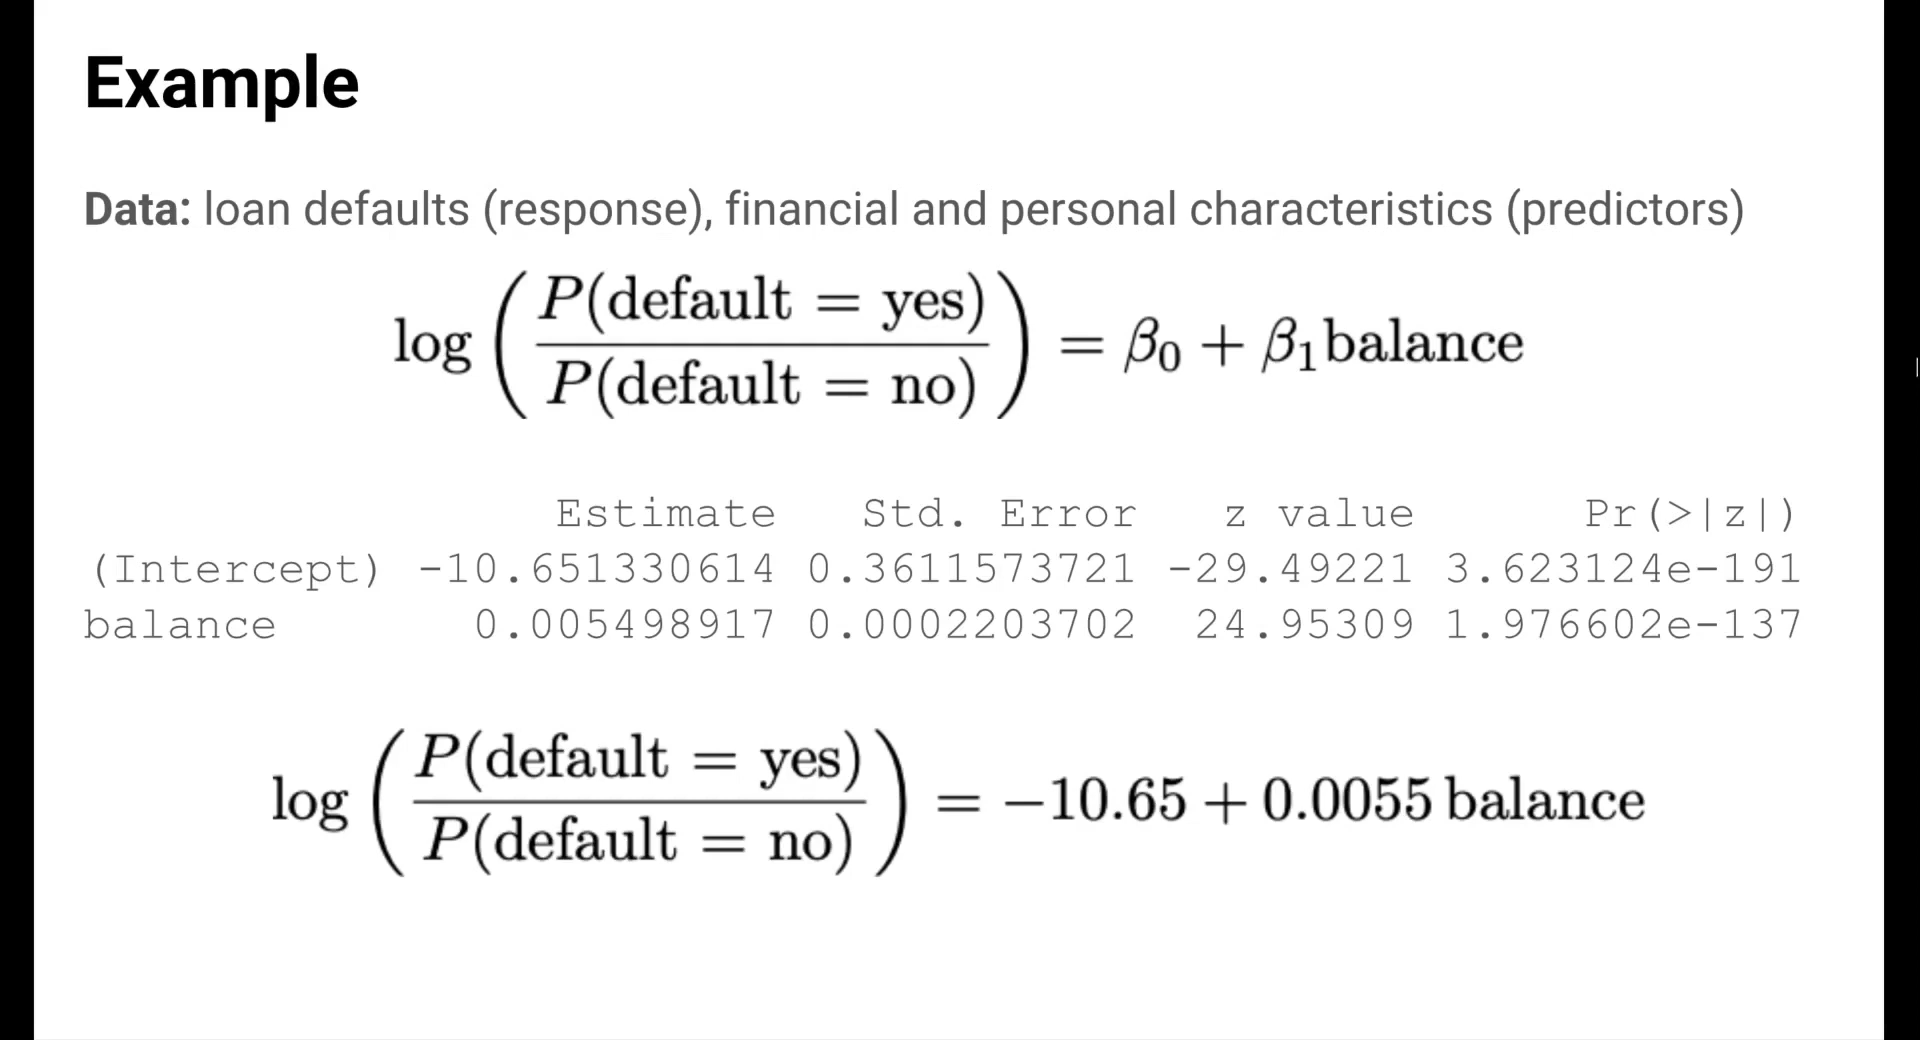 Example
Data: loan defaults (response), financial and personal characteristics (predictors)
log ( P(default = yes) / P(default = no) ) = β₀ + β₁ balance
Estimate Std. Error z value Pr(>|z|)
(Intercept) -10.651330614 0.3611573721 -29.49221 3.623124e-191
balance 0.005498917 0.0002203702 24.95309 1.976602e-137
log ( P(default = yes) / P(default = no) ) = −10.65 + 0.0055 balance